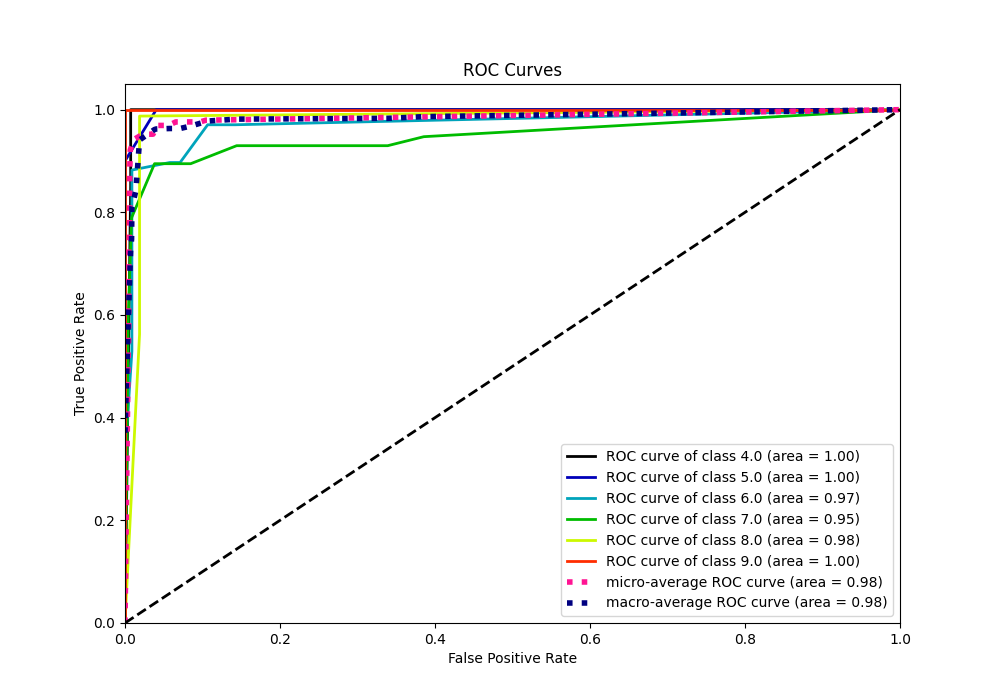 ROC Curves
True Positive Rate
1.0
0.8
0.6
0.4
0.2
0.0
0.0 0.2 0.4 0.6 0.8 1.0
False Positive Rate
ROC curve of class 4.0 (area = 1.00)
ROC curve of class 5.0 (area = 1.00)
ROC curve of class 6.0 (area = 0.97)
ROC curve of class 7.0 (area = 0.95)
ROC curve of class 8.0 (area = 0.98)
ROC curve of class 9.0 (area = 1.00)
micro-average ROC curve (area = 0.98)
macro-average ROC curve (area = 0.98)